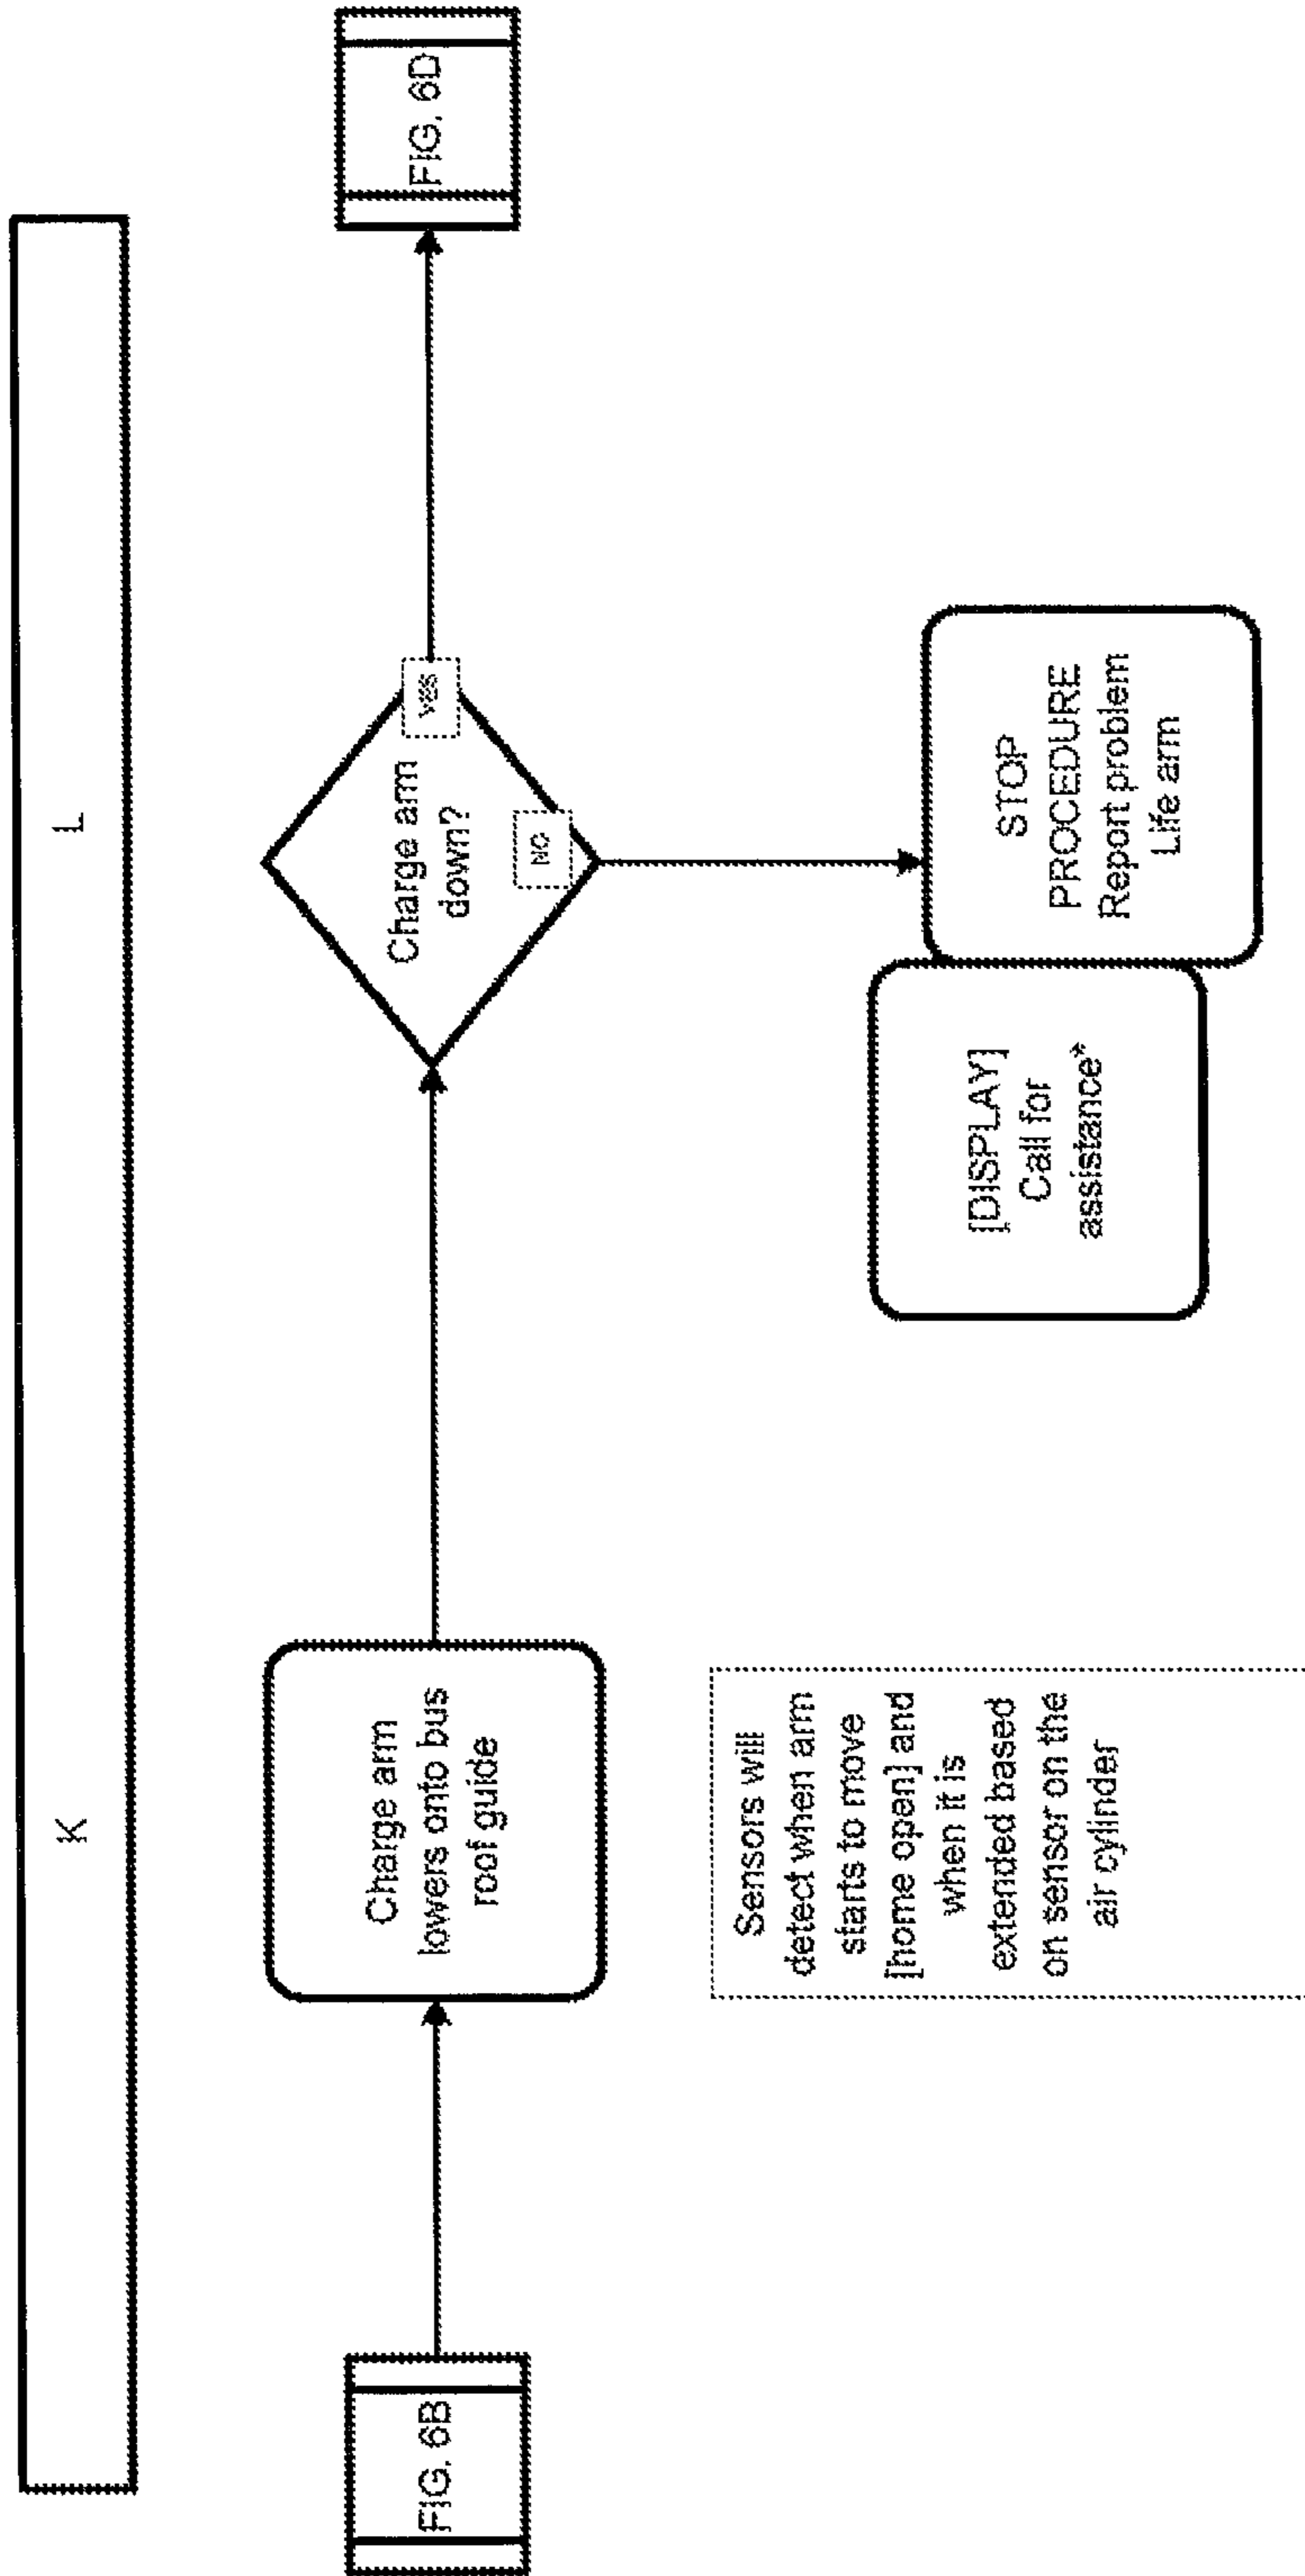 K L
FIG. 6B
Charge arm
lowers onto bus
roof guide
Charge arm
down?
YES
NO
FIG. 6D
Sensors will
detect when arm
starts to move
[home open] and
when it is
extended based
on sensor on the
air cylinder
[DISPLAY]
Call for
assistance*
STOP
PROCEDURE
Report problem
Life arm